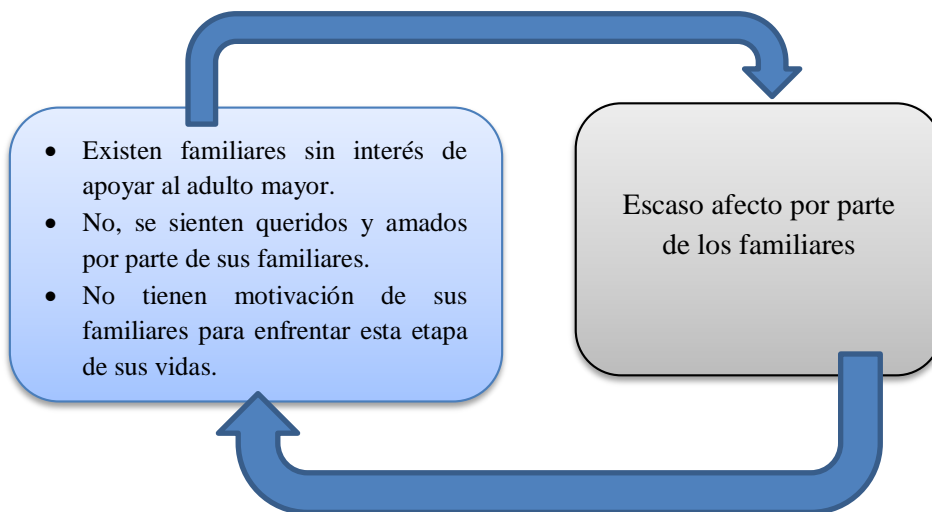 • Existen familiares sin interés de
apoyar al adulto mayor.
• No, se sienten queridos y amados
por parte de sus familiares.
• No tienen motivación de sus
familiares para enfrentar esta etapa
de sus vidas.
Escaso afecto por parte
de los familiares